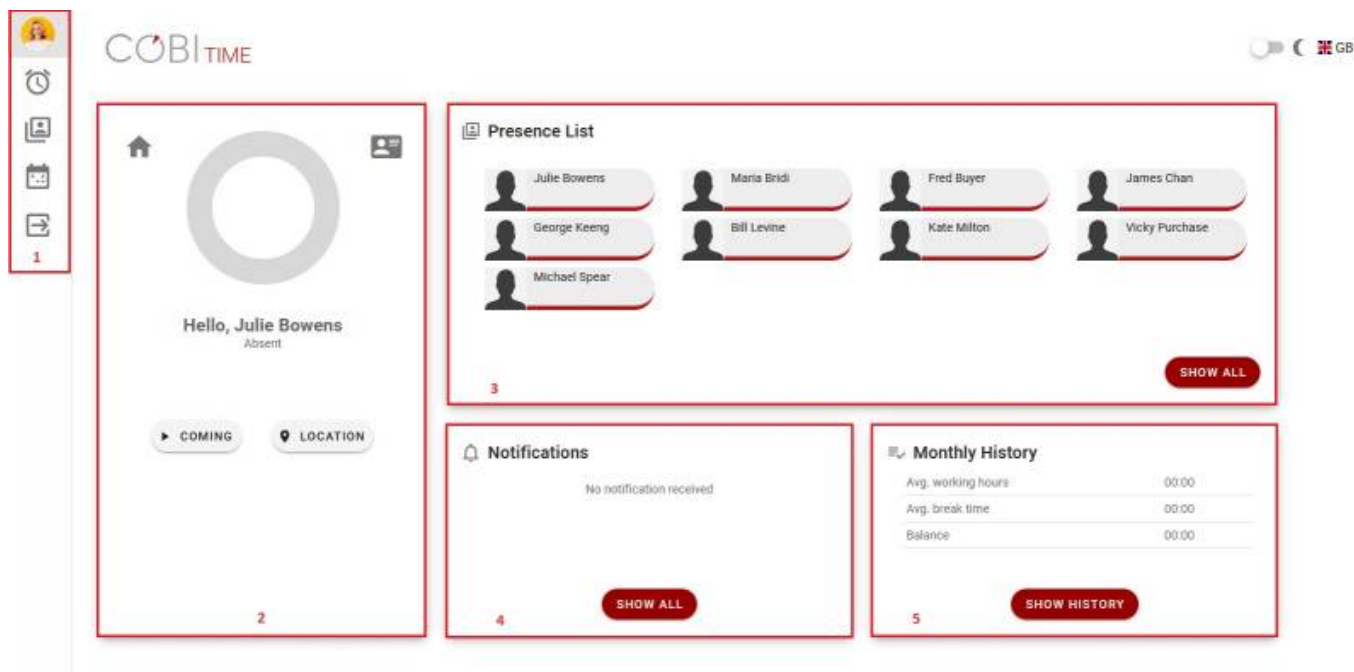 COBI TIME
GB
1
Hello, Julie Bowens
Absent
COMING
LOCATION
2
Presence List
Julie Bowens
Maria Bridi
Fred Buyer
James Chan
George Keeng
Bill Levine
Kate Milton
Vicky Purchase
Michael Spear
SHOW ALL
3
Notifications
No notification received
SHOW ALL
4
Monthly History
Avg. working hours 00:00
Avg. break time 00:00
Balance 00:00
SHOW HISTORY
5